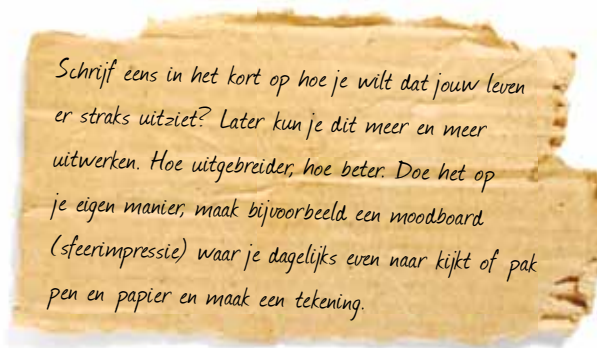 Schrijf eens in het kort op hoe je wilt dat jouw leven
er straks uitziet? Later kun je dit meer en meer
uitwerken. Hoe uitgebreider, hoe beter. Doe het op
je eigen manier, maak bijvoorbeeld een moodboard
(sfeerimpressie) waar je dagelijks even naar kijkt of pak
pen en papier en maak een tekening.